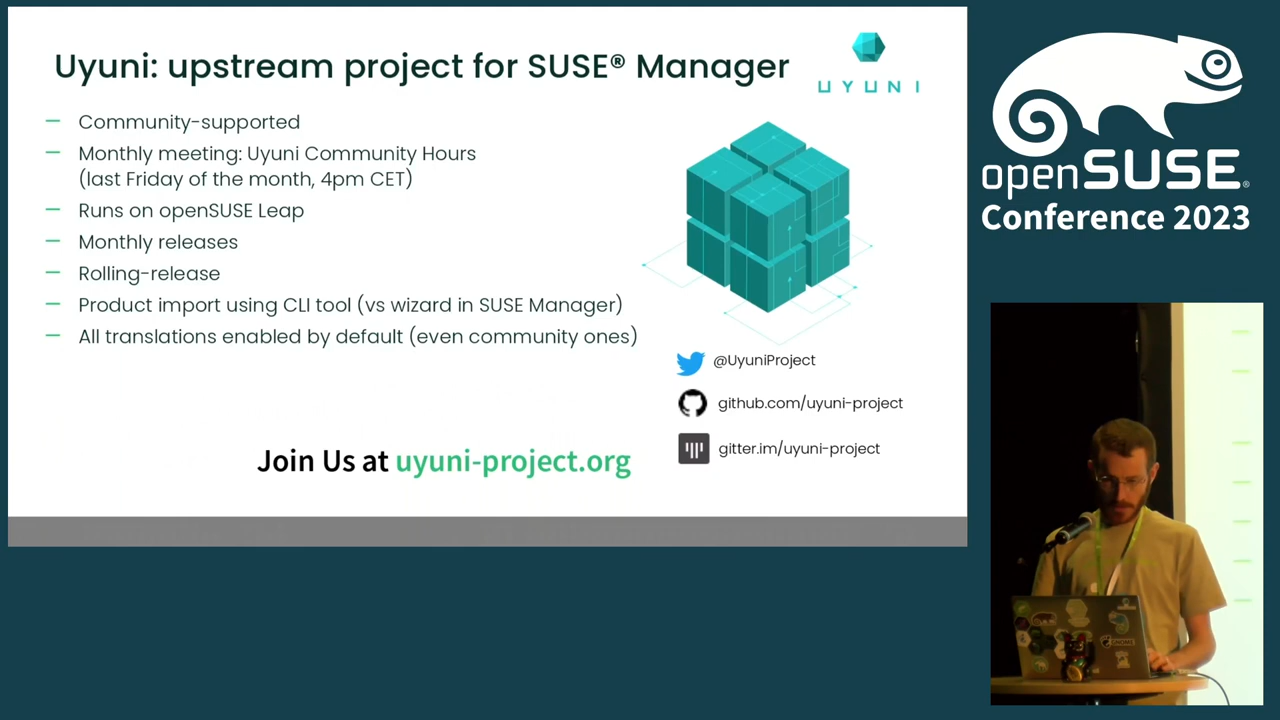 Uyuni: upstream project for SUSE® Manager
UYUNI
— Community-supported
— Monthly meeting: Uyuni Community Hours
(last Friday of the month, 4pm CET)
— Runs on openSUSE Leap
— Monthly releases
— Rolling-release
— Product import using CLI tool (vs wizard in SUSE Manager)
— All translations enabled by default (even community ones)
@UyuniProject
github.com/uyuni-project
gitter.im/uyuni-project
Join Us at uyuni-project.org
openSUSE®
Conference 2023
GNOME